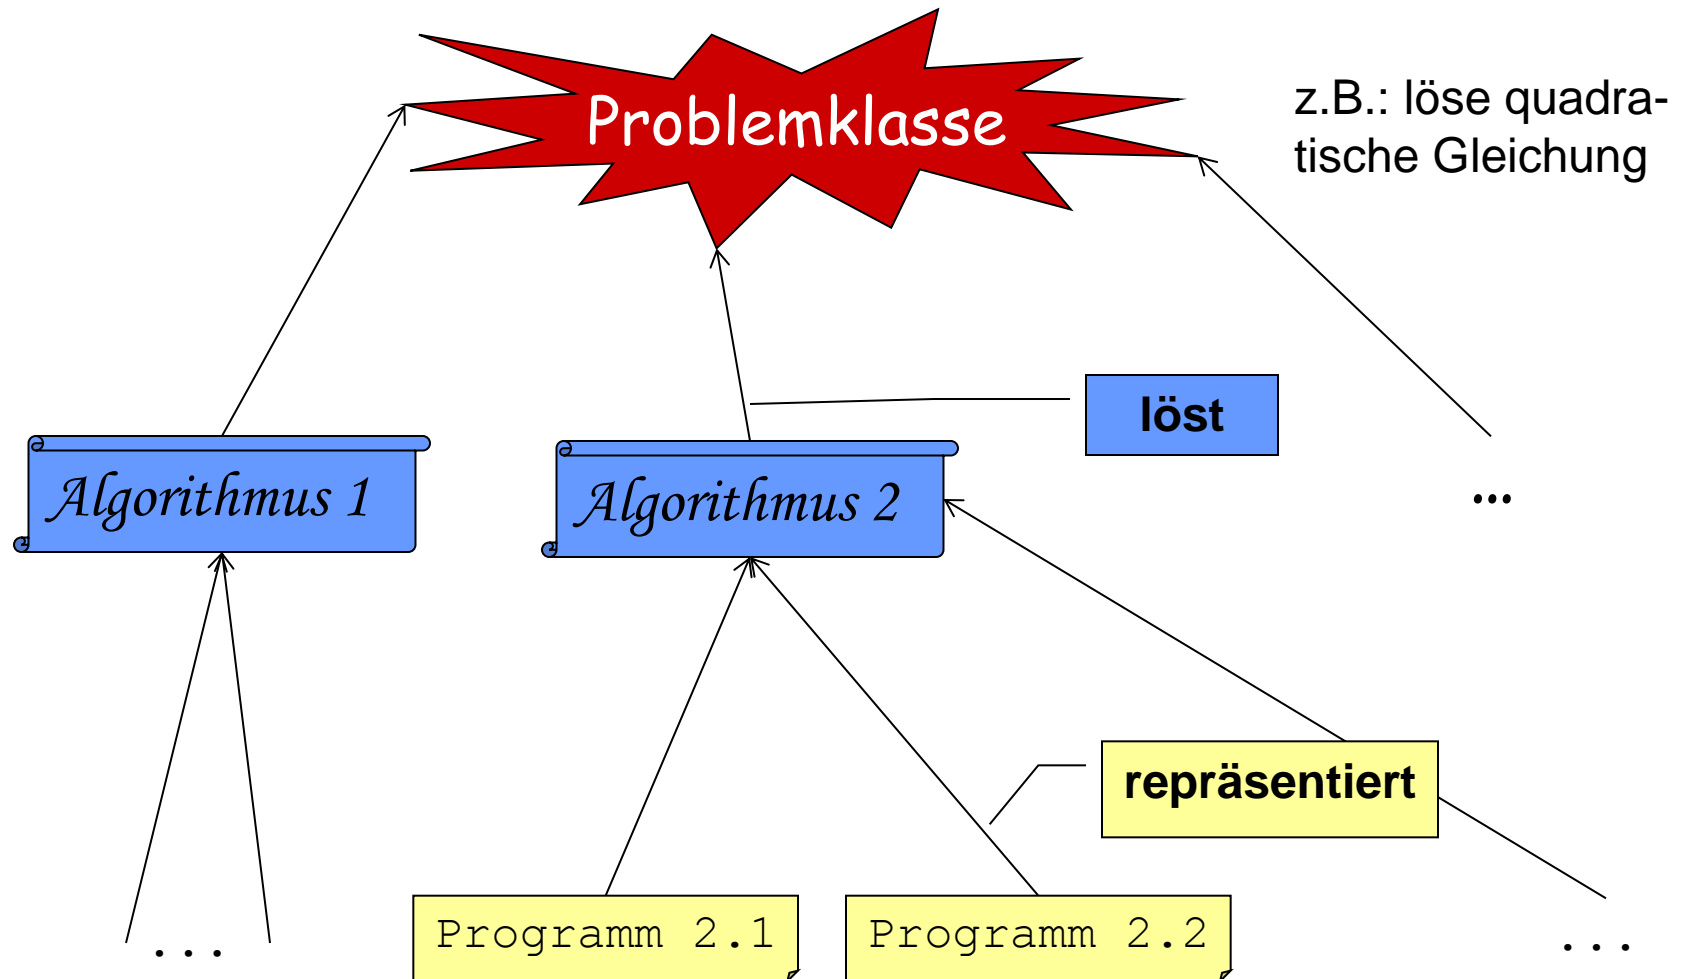 Problemklasse
z.B.: löse quadra-
tische Gleichung
löst
Algorithmus 1
Algorithmus 2
...
repräsentiert
...
Programm 2.1
Programm 2.2
...